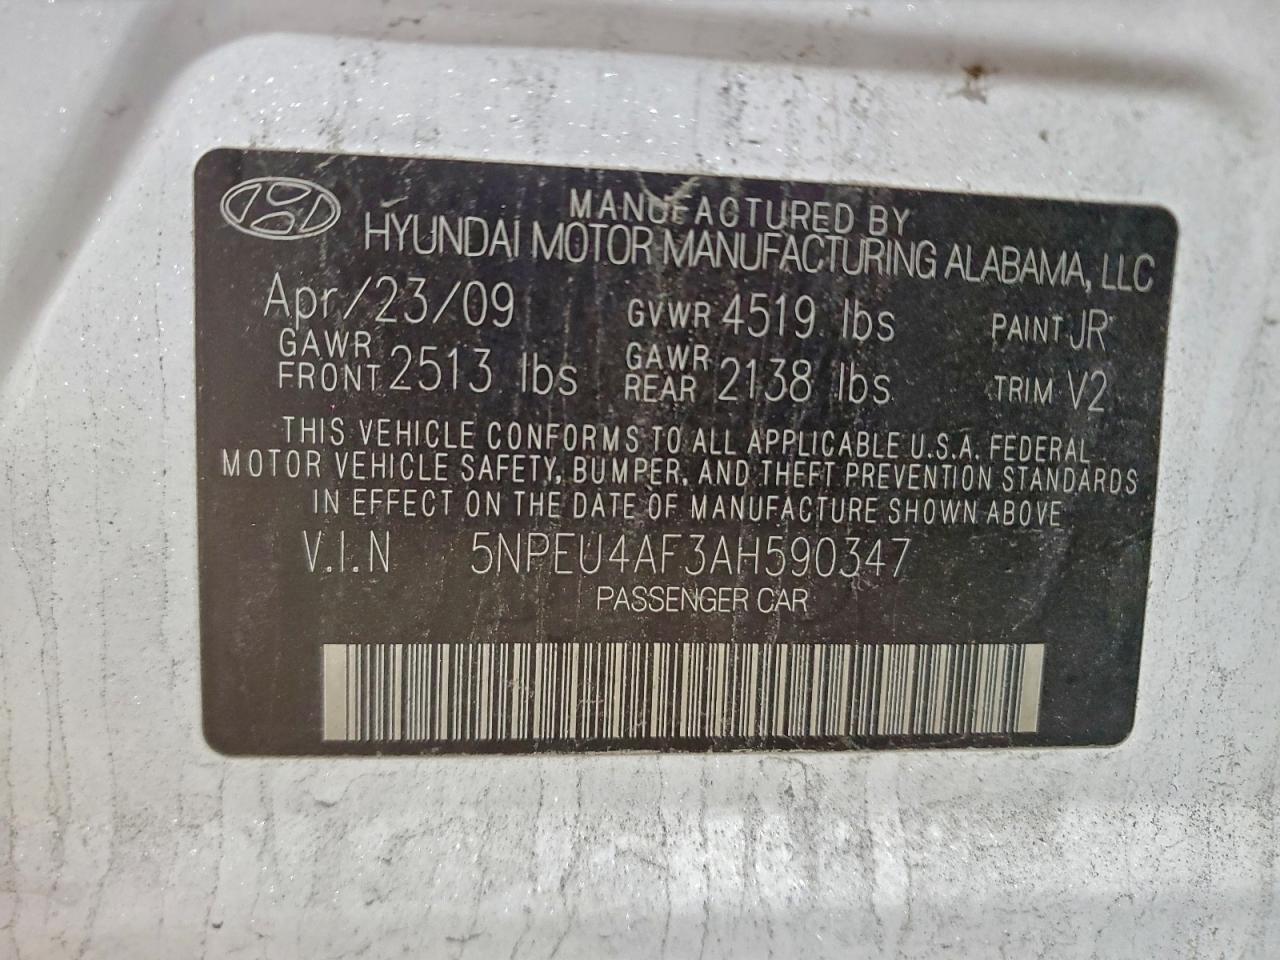 MANUFACTURED BY
HYUNDAI MOTOR MANUFACTURING ALABAMA, LLC
Apr/23/09 GVWR 4519 lbs PAINT JR
GAWR FRONT 2513 lbs GAWR REAR 2138 lbs TRIM V2
THIS VEHICLE CONFORMS TO ALL APPLICABLE U.S.A. FEDERAL
MOTOR VEHICLE SAFETY, BUMPER, AND THEFT PREVENTION STANDARDS
IN EFFECT ON THE DATE OF MANUFACTURE SHOWN ABOVE
V.I.N 5NPEU4AF3AH590347
PASSENGER CAR